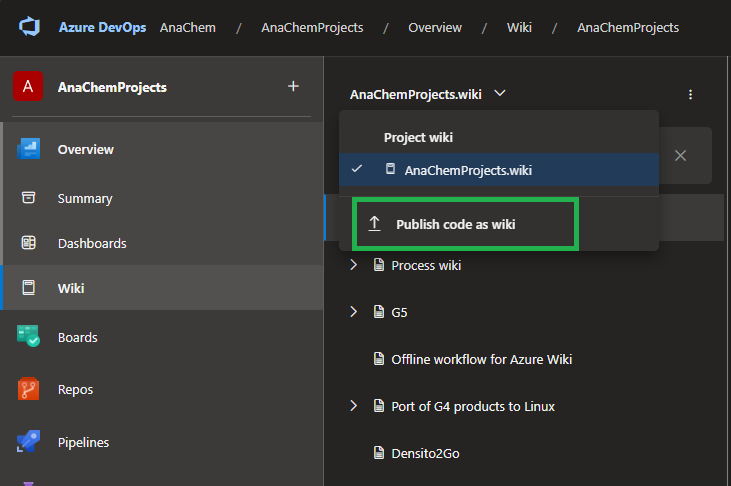 Azure DevOps AnaChem / AnaChemProjects / Overview / Wiki / AnaChemProjects
A AnaChemProjects +
Overview
Summary
Dashboards
Wiki
Boards
Repos
Pipelines
AnaChemProjects.wiki
Project wiki
AnaChemProjects.wiki
Publish code as wiki
Process wiki
G5
Offline workflow for Azure Wiki
Port of G4 products to Linux
Densito2Go